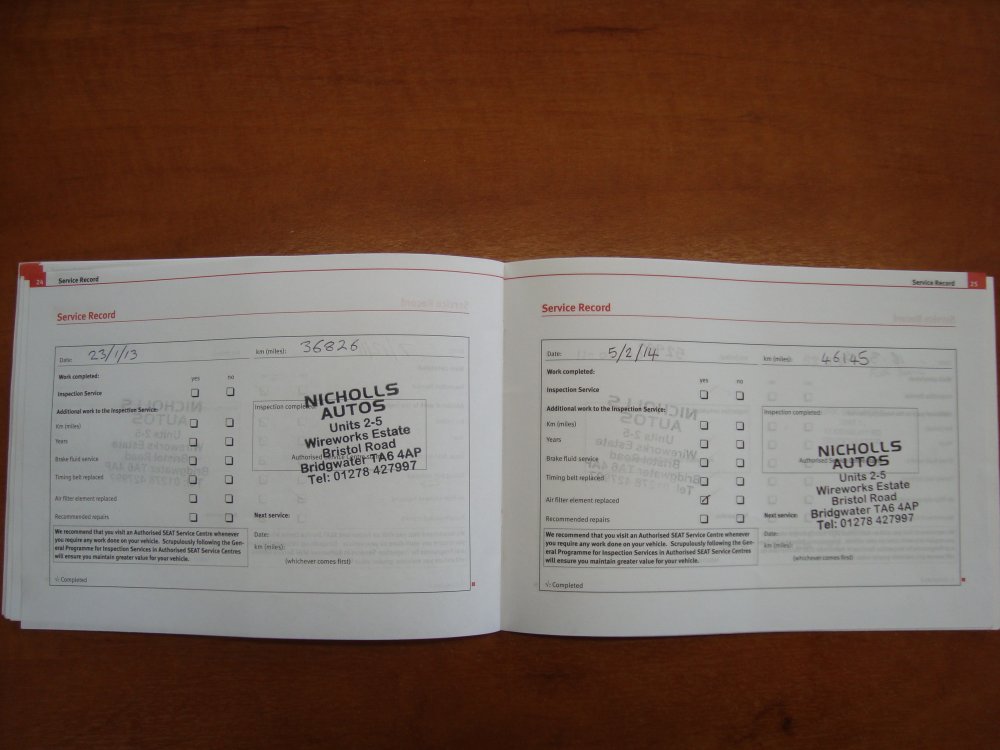 24 Service Record
Service Record
Date: 23/1/13 km (miles): 36826
Work completed:
yes no
Inspection Service
Additional work to the Inspection Service:
Km (miles)
Years
Brake fluid service
Timing belt replaced
Air filter element replaced
Recommended repairs
We recommend that you visit an Authorised SEAT Service Centre whenever
you require any work done on your vehicle. Scrupulously following the Gen-
eral Programme for Inspection Services in Authorised SEAT Service Centres
will ensure you maintain greater value for your vehicle.
√: Completed
Inspection completed
NICHOLLS
AUTOS
Units 2-5
Wireworks Estate
Bristol Road
Bridgwater TA6 4AP
Tel: 01278 427997
Authorised
Next service:
Date:
km (miles):
(whichever comes first)
Service Record 25
Service Record
Date: 5/2/14 km (miles): 46145
Work completed:
yes no
Inspection Service
Additional work to the Inspection Service:
Km (miles)
Years
Brake fluid service
Timing belt replaced
Air filter element replaced
Recommended repairs
We recommend that you visit an Authorised SEAT Service Centre whenever
you require any work done on your vehicle. Scrupulously following the Gen-
eral Programme for Inspection Services in Authorised SEAT Service Centres
will ensure you maintain greater value for your vehicle.
√: Completed
Inspection completed
NICHOLLS
AUTOS
Units 2-5
Wireworks Estate
Bristol Road
Bridgwater TA6 4AP
Tel: 01278 427997
Authorised
Next service:
Date:
km (miles):
(whichever comes first)